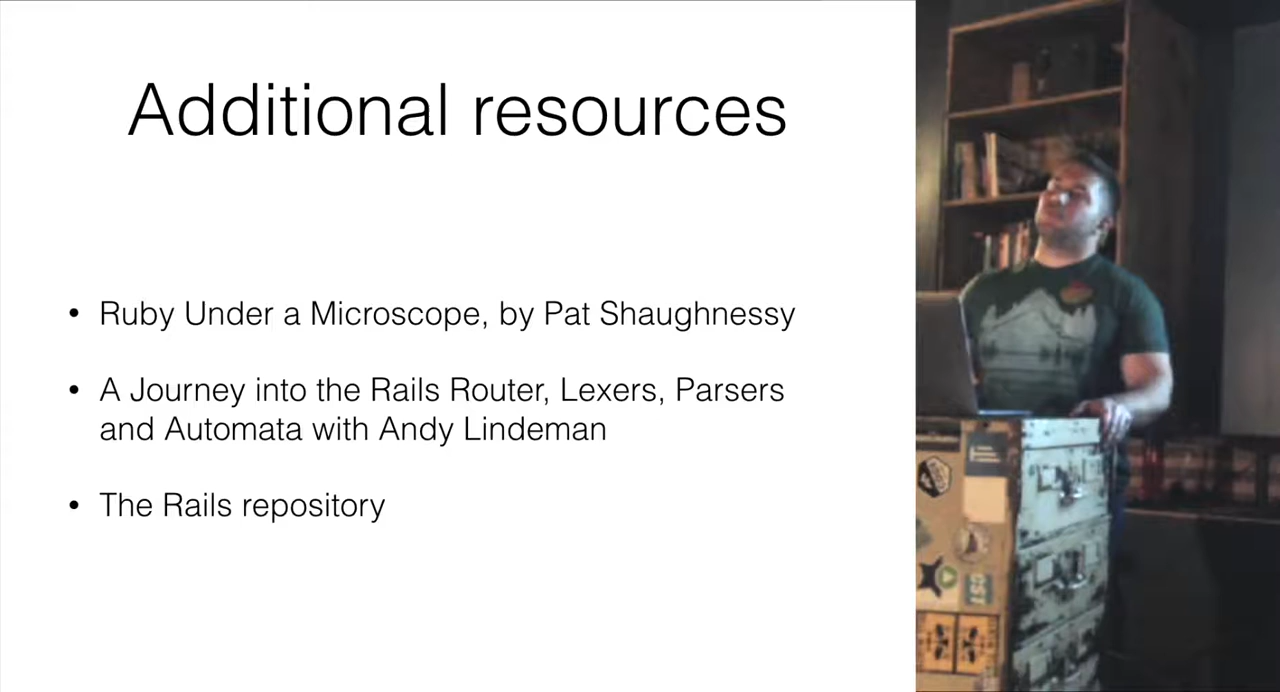 Additional resources
• Ruby Under a Microscope, by Pat Shaughnessy
• A Journey into the Rails Router, Lexers, Parsers
and Automata with Andy Lindeman
• The Rails repository